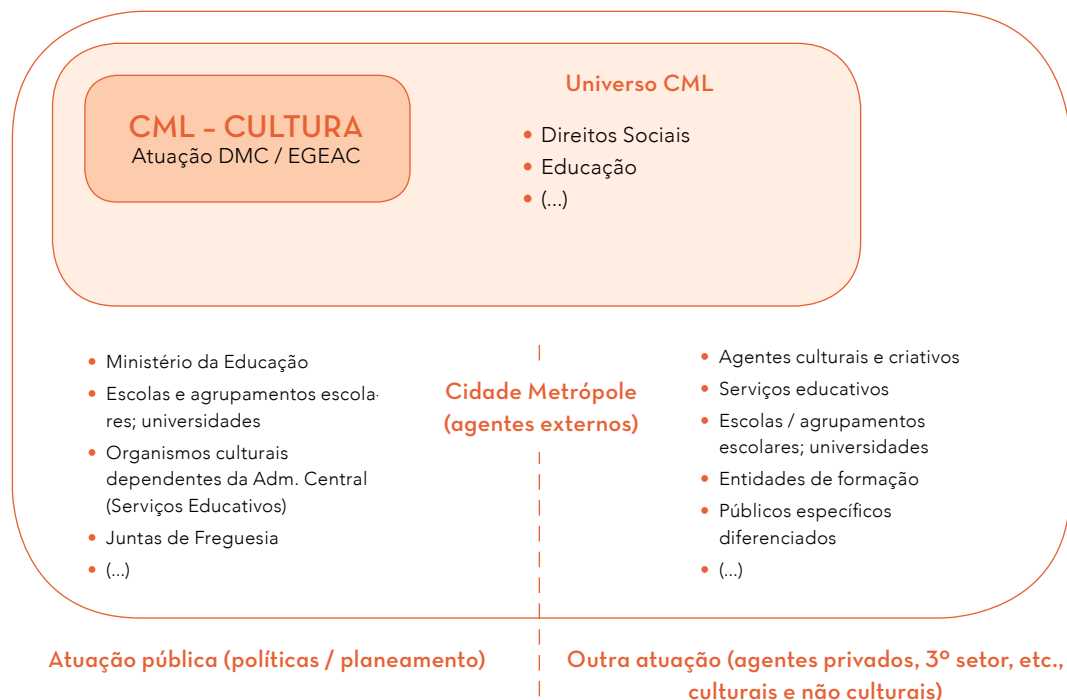 CML – CULTURA
Atuação DMC / EGEAC
Universo CML
• Direitos Sociais
• Educação
• (...)
• Ministério da Educação
• Escolas e agrupamentos escola-
res; universidades
• Organismos culturais
dependentes da Adm. Central
(Serviços Educativos)
• Juntas de Freguesia
• (...)
Cidade Metrópole
(agentes externos)
• Agentes culturais e criativos
• Serviços educativos
• Escolas / agrupamentos
escolares; universidades
• Entidades de formação
• Públicos específicos
diferenciados
• (...)
Atuação pública (políticas / planeamento)
Outra atuação (agentes privados, 3º setor, etc.,
culturais e não culturais)